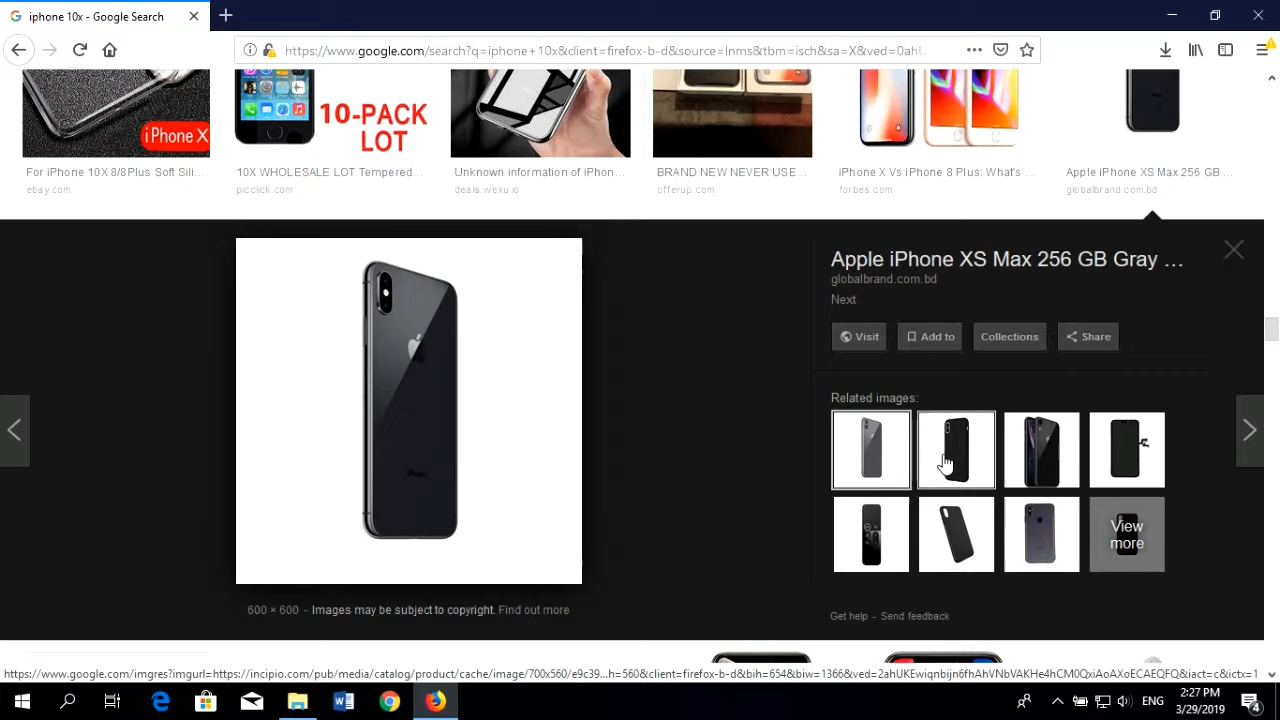 iphone 10x - Google Search
https://www.google.com/search?q=iphone+10x&client=firefox-b-d&source=lnms&tbm=isch&sa=X&ved=0ahU
iPhone X
10-PACK
LOT
For iPhone 10X 8/8Plus Soft Sili...
10X WHOLESALE LOT Tempered...
Unknown information of iPhon...
BRAND NEW NEVER USE...
iPhone X Vs iPhone 8 Plus: What's ...
Apple iPhone XS Max 256 GB ...
ebay.com
picclick.com
deals.weku.io
offerup.com
forbes.com
globalbrand.com.bd
Apple iPhone XS Max 256 GB Gray ...
globalbrand.com.bd
Next
Visit
Add to
Collections
Share
Related images:
View
more
600 × 600 - Images may be subject to copyright. Find out more
Get help - Send feedback
https://www.google.com/imgres?imgurl=https://incipio.com/pub/media/catalog/product/cache/image/700x560/e9c39...h=560&client=firefox-b-d&bih=654&biw=1366&ved=2ahUKEwiqnbijn6fhAhVNbVAKHe4hCM0QxiAoAXoECAEQFQ&iact=c&ictx=1
ENG
2:27 PM
3/29/2019
4